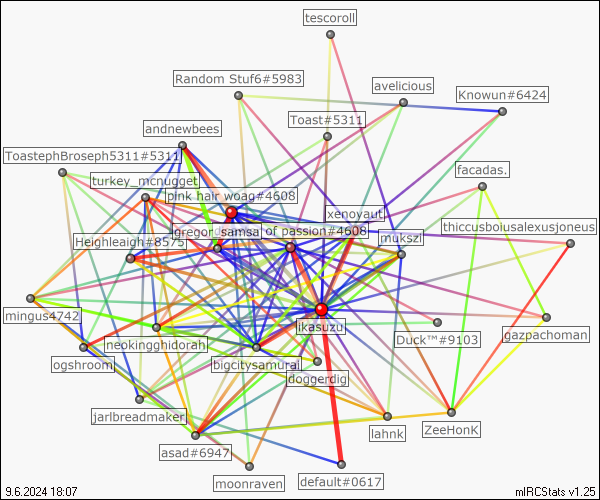 tescoroll
Random Stuf6#5983
avelicious
Knowun#6424
Toast#5311
andnewbees
ToastephBroseph5311#5311
facadas.
turkey_mcnugget
pink hair woag#4608
xenoyaut
thiccusboiusalexusjoneus
gregor samsa of passion#4608
mukszi
Heighleaigh#8575
mingus4742
ikasuzu
gazpachoman
Duck™#9103
neokingghidorah
ogshroom
bigcitysamurai
doggerdig
jarlbreadmaker
lahnk
ZeeHonK
asad#6947
moonraven
default#0617
9.6.2024 18:07
mIRCStats v1.25